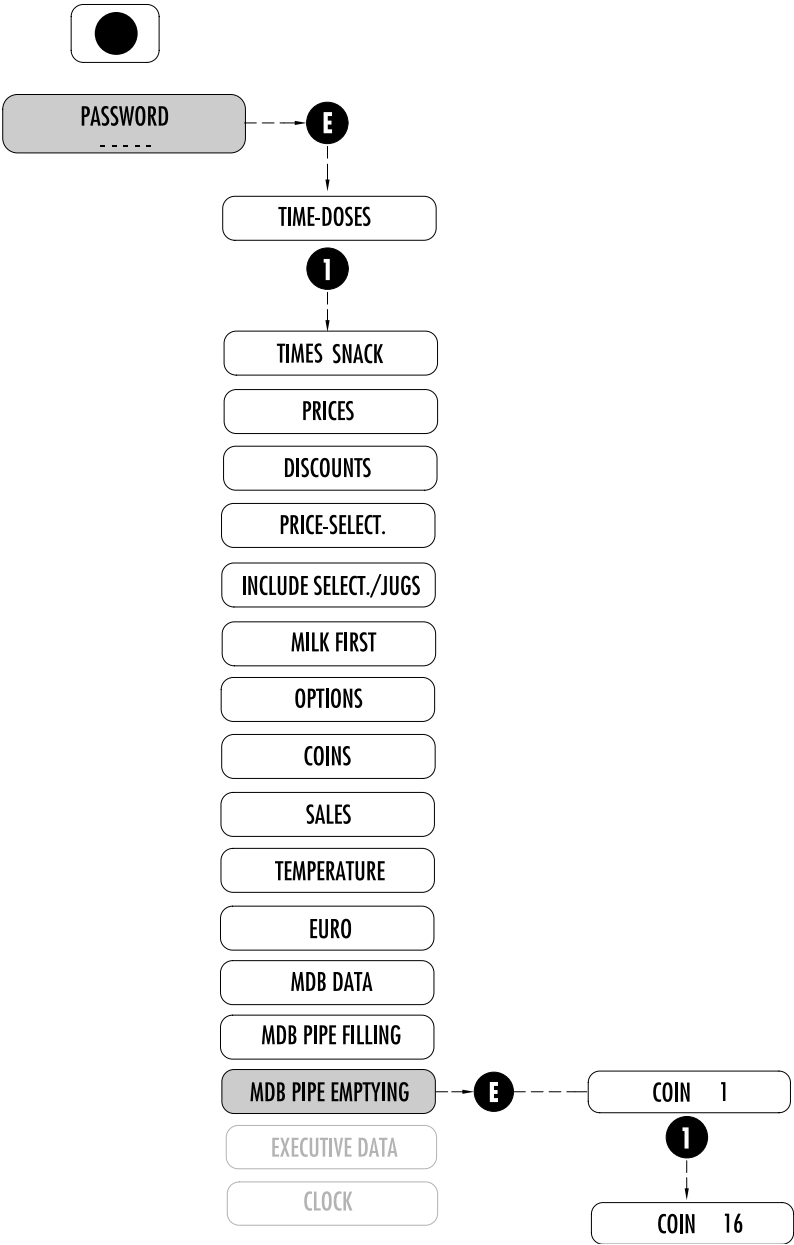 PASSWORD
- - - - -
E
TIME-DOSES
1
TIMES SNACK
PRICES
DISCOUNTS
PRICE-SELECT.
INCLUDE SELECT./JUGS
MILK FIRST
OPTIONS
COINS
SALES
TEMPERATURE
EURO
MDB DATA
MDB PIPE FILLING
MDB PIPE EMPTYING E COIN 1
EXECUTIVE DATA 1
CLOCK
COIN 16